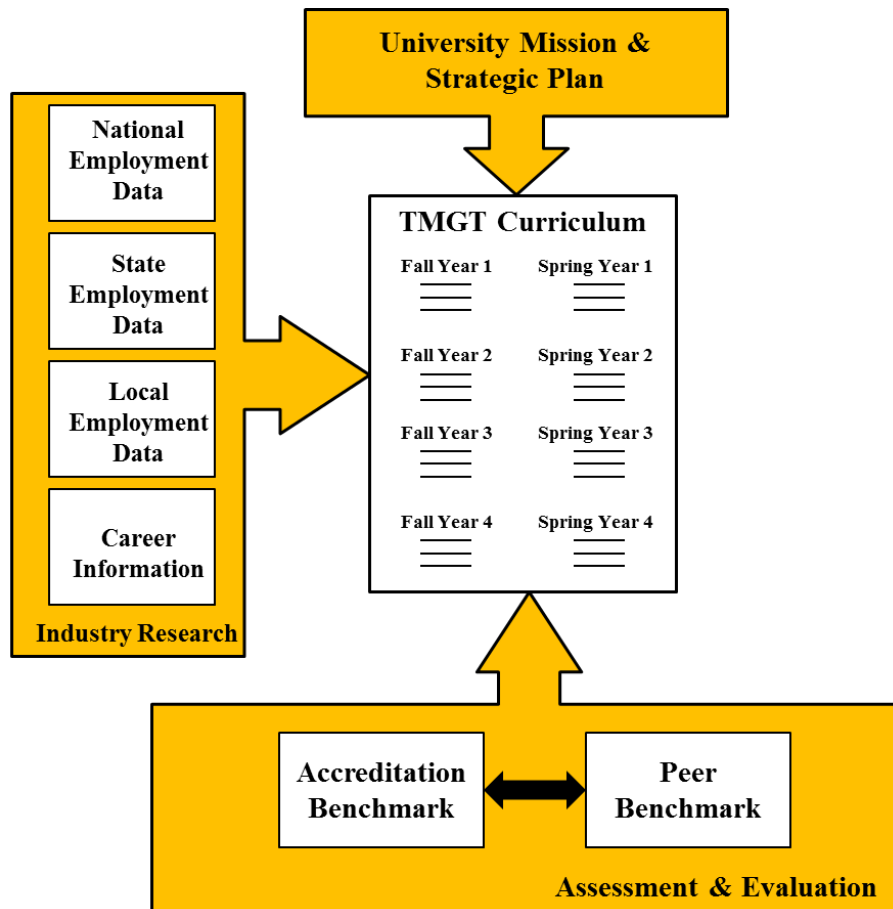 University Mission &
Strategic Plan
National
Employment
Data
State
Employment
Data
Local
Employment
Data
Career
Information
Industry Research
TMGT Curriculum
Fall Year 1
Spring Year 1
Fall Year 2
Spring Year 2
Fall Year 3
Spring Year 3
Fall Year 4
Spring Year 4
Accreditation
Benchmark
Peer
Benchmark
Assessment & Evaluation